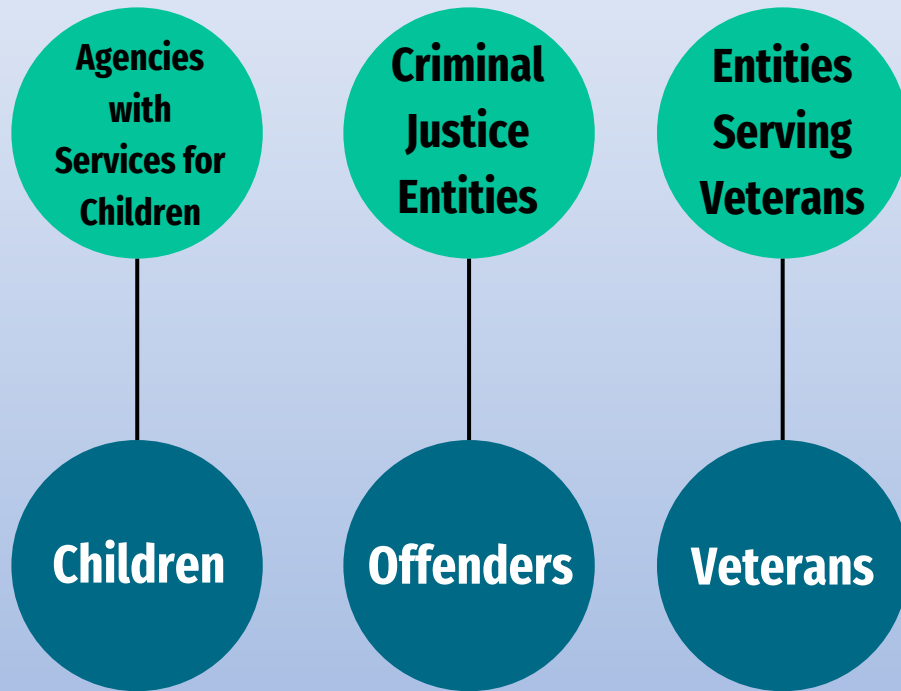 Agencies
with
Services for
Children
Criminal
Justice
Entities
Entities
Serving
Veterans
Children
Offenders
Veterans